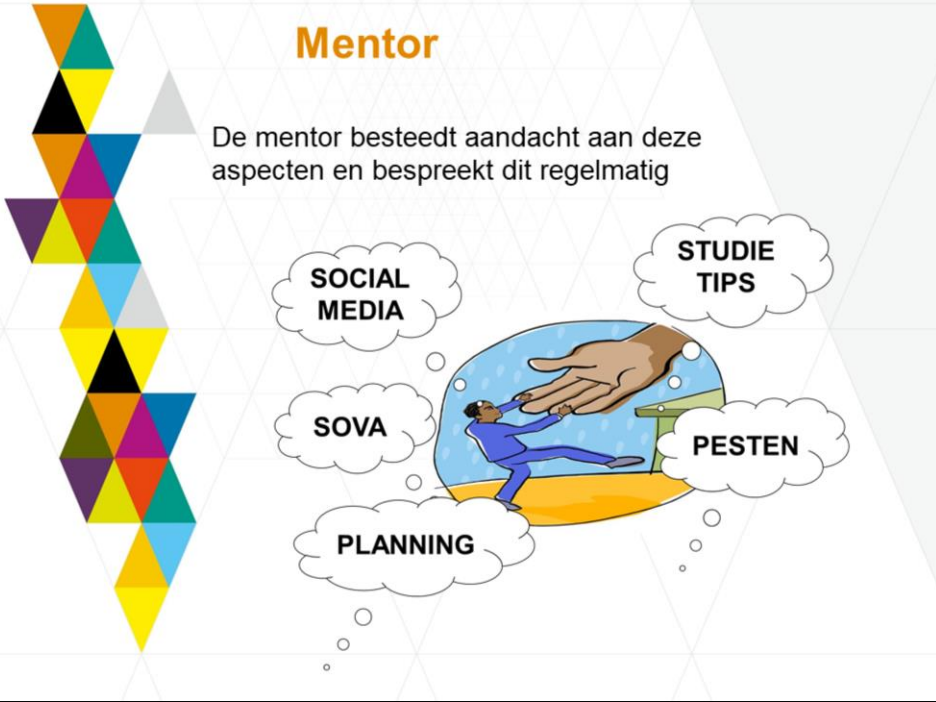 Mentor
De mentor besteedt aandacht aan deze
aspecten en bespreekt dit regelmatig
SOCIAL
MEDIA
STUDIE
TIPS
SOVA
PESTEN
PLANNING